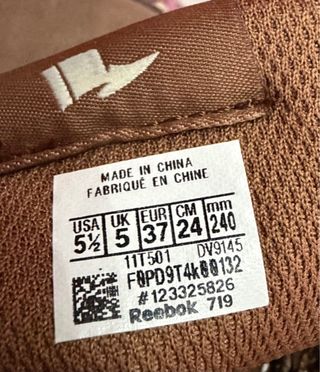 MADE IN CHINA
FABRIQUÉ EN CHINE
USA UK EUR CM mm
5½ 5 37 24 240
11T501 DV9145
#123325826
Reebok 719